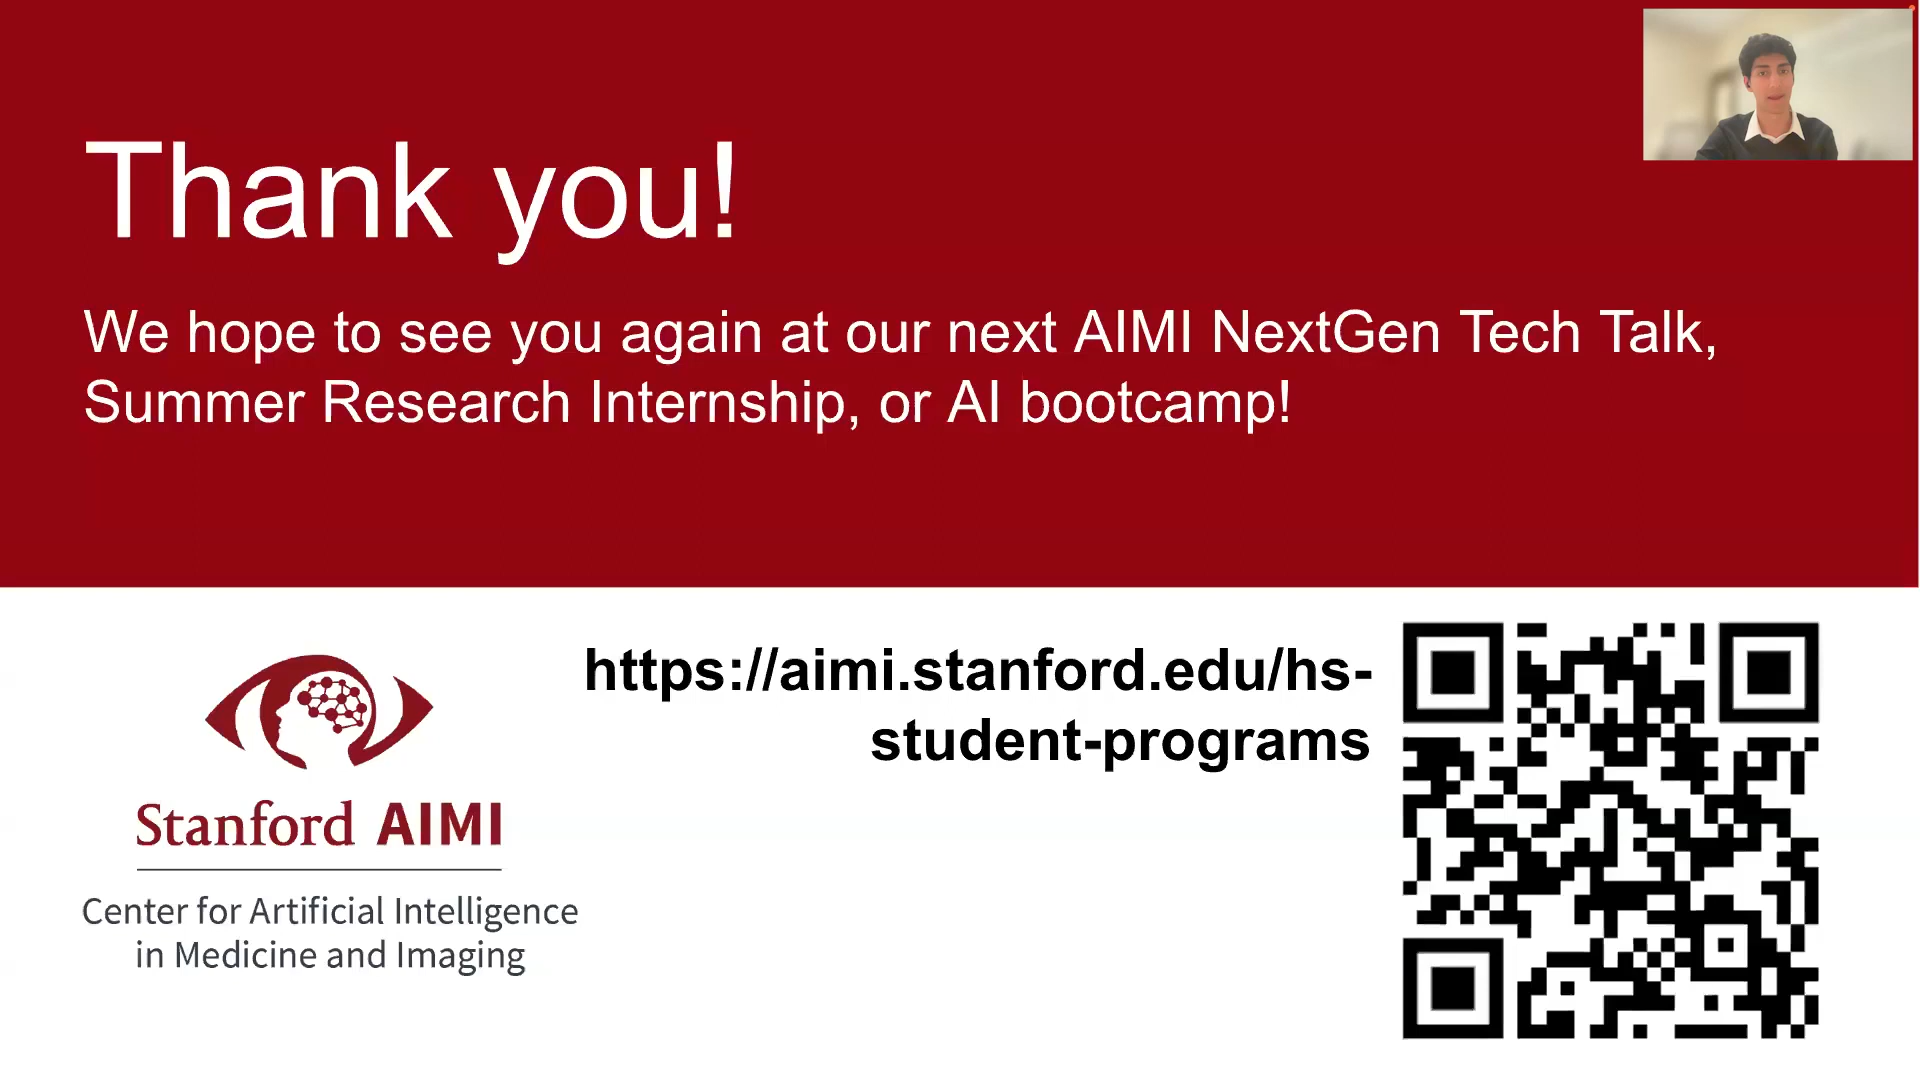 Thank you!
We hope to see you again at our next AIMI NextGen Tech Talk,
Summer Research Internship, or AI bootcamp!
https://aimi.stanford.edu/hs-
student-programs
Stanford AIMI
Center for Artificial Intelligence
in Medicine and Imaging